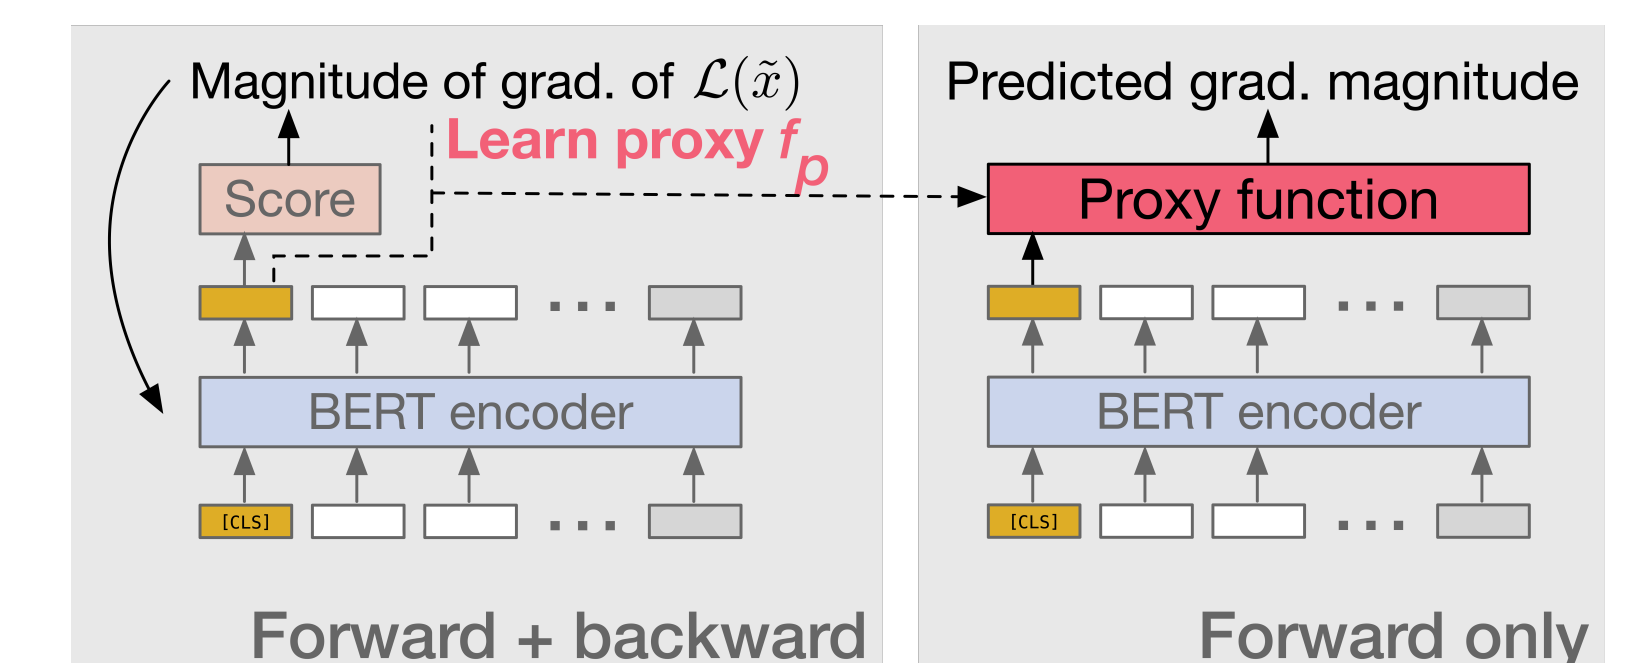 Magnitude of grad. of ℒ(x̃)
Learn proxy f_p
Score
BERT encoder
[CLS]
Forward + backward
Predicted grad. magnitude
Proxy function
BERT encoder
[CLS]
Forward only